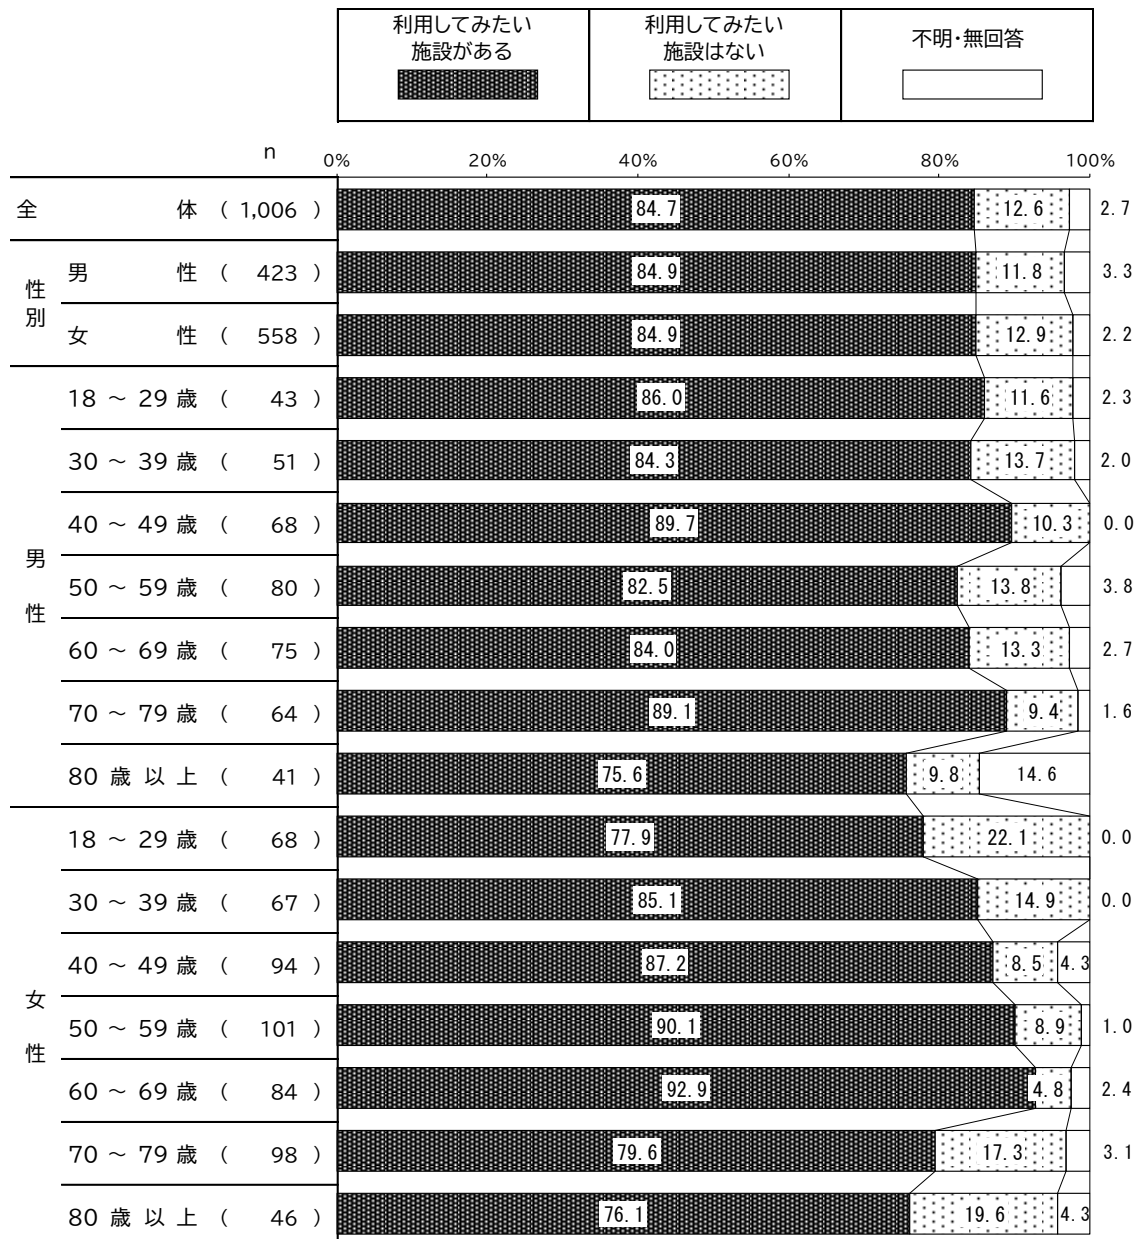 利用してみたい
施設がある
利用してみたい
施設はない
不明・無回答
n
0% 20% 40% 60% 80% 100%
全体 ( 1,006 ) 84.7 12.6 2.7
性別
男性 ( 423 ) 84.9 11.8 3.3
女性 ( 558 ) 84.9 12.9 2.2
男性
18 ～ 29 歳 ( 43 ) 86.0 11.6 2.3
30 ～ 39 歳 ( 51 ) 84.3 13.7 2.0
40 ～ 49 歳 ( 68 ) 89.7 10.3 0.0
50 ～ 59 歳 ( 80 ) 82.5 13.8 3.8
60 ～ 69 歳 ( 75 ) 84.0 13.3 2.7
70 ～ 79 歳 ( 64 ) 89.1 9.4 1.6
80 歳 以 上 ( 41 ) 75.6 9.8 14.6
女性
18 ～ 29 歳 ( 68 ) 77.9 22.1 0.0
30 ～ 39 歳 ( 67 ) 85.1 14.9 0.0
40 ～ 49 歳 ( 94 ) 87.2 8.5 4.3
50 ～ 59 歳 ( 101 ) 90.1 8.9 1.0
60 ～ 69 歳 ( 84 ) 92.9 4.8 2.4
70 ～ 79 歳 ( 98 ) 79.6 17.3 3.1
80 歳 以 上 ( 46 ) 76.1 19.6 4.3